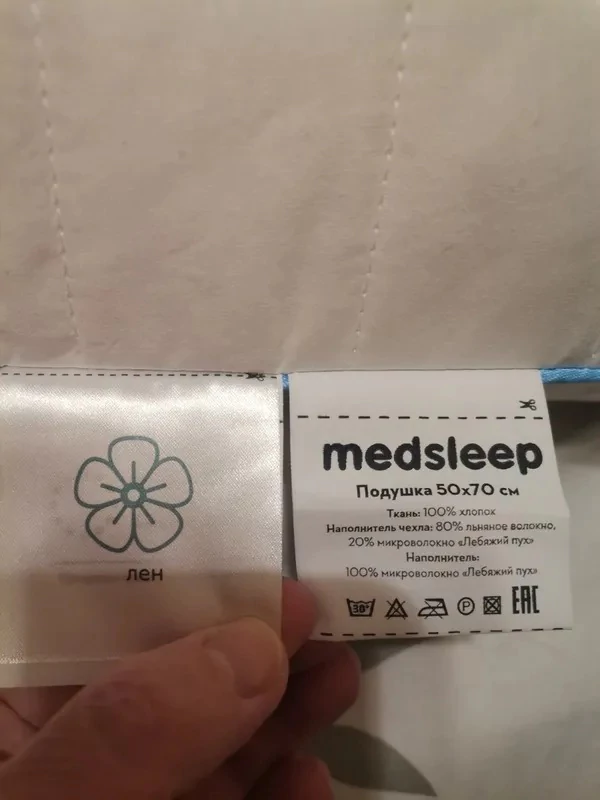 лен
medsleep
Подушка 50x70 см
Ткань: 100% хлопок
Наполнитель чехла: 80% льняное волокно,
20% микроволокно «Лебяжий пух»
Наполнитель:
100% микроволокно «Лебяжий пух»
30° P EAC